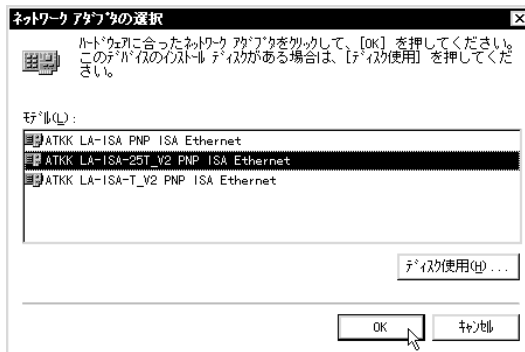 ネットワーク アダプタの選択
ハードウェアに合ったネットワーク アダプタをクリックして、[OK] を押してください。
このデバイスのインストール ディスクがある場合は、[ディスク使用] を押してくだ
さい。
モデル(L):
ATKK LA-ISA PNP ISA Ethernet
ATKK LA-ISA-25T_V2 PNP ISA Ethernet
ATKK LA-ISA-T_V2 PNP ISA Ethernet
ディスク使用(H)...
OK
キャンセル